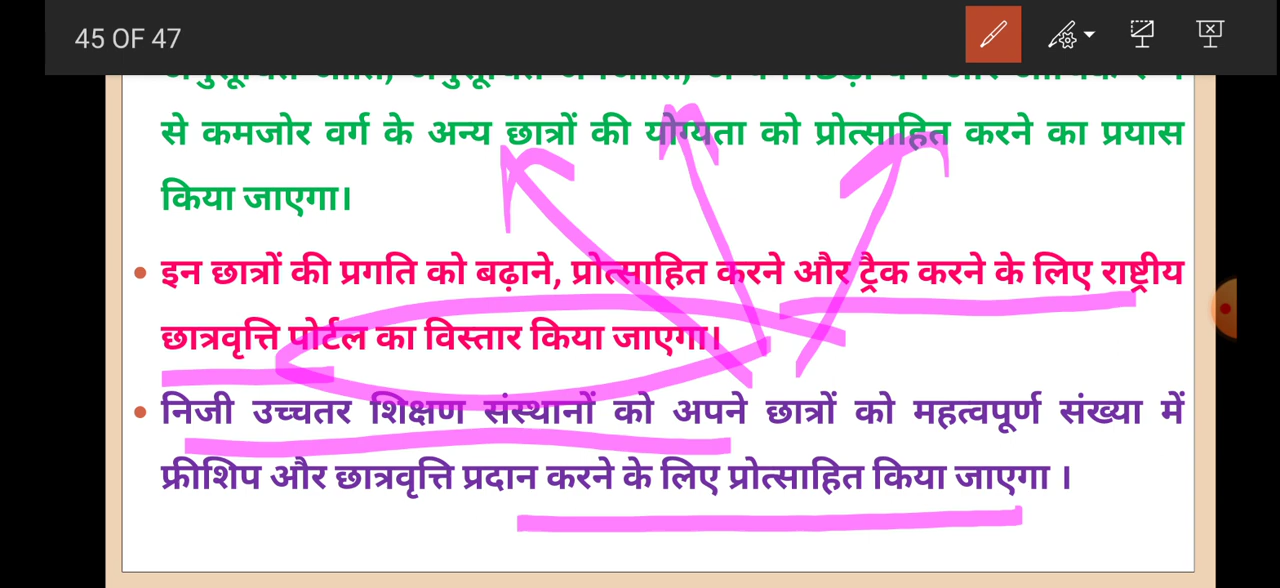 45 OF 47
से कमजोर वर्ग के अन्य छात्रों की योग्यता को प्रोत्साहित करने का प्रयास
किया जाएगा।
• इन छात्रों की प्रगति को बढ़ाने, प्रोत्साहित करने और ट्रैक करने के लिए राष्ट्रीय
छात्रवृत्ति पोर्टल का विस्तार किया जाएगा।
• निजी उच्चतर शिक्षण संस्थानों को अपने छात्रों को महत्वपूर्ण संख्या में
फ्रीशिप और छात्रवृत्ति प्रदान करने के लिए प्रोत्साहित किया जाएगा ।